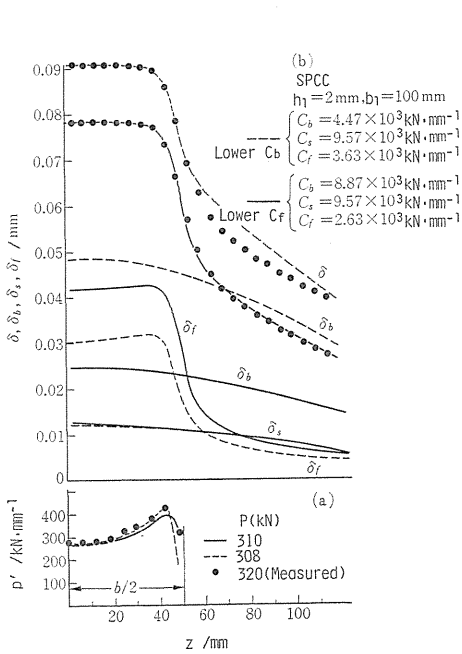 (b)
SPCC
h1=2mm,b1=100mm
Lower Cb
Cb=4.47×10³kN·mm⁻¹
Cs=9.57×10³kN·mm⁻¹
Cf=3.63×10³kN·mm⁻¹
Lower Cf
Cb=8.87×10³kN·mm⁻¹
Cs=9.57×10³kN·mm⁻¹
Cf=2.63×10³kN·mm⁻¹
δ, δb, δs, δf / mm
0.09
0.08
0.07
0.06
0.05
0.04
0.03
0.02
0.01
0
δ
δb
δf
δb
δs
δf
(a)
P(kN)
310
308
320(Measured)
p'/kN·mm⁻¹
400
300
200
100
b/2
20
40
60
80
100
z /mm